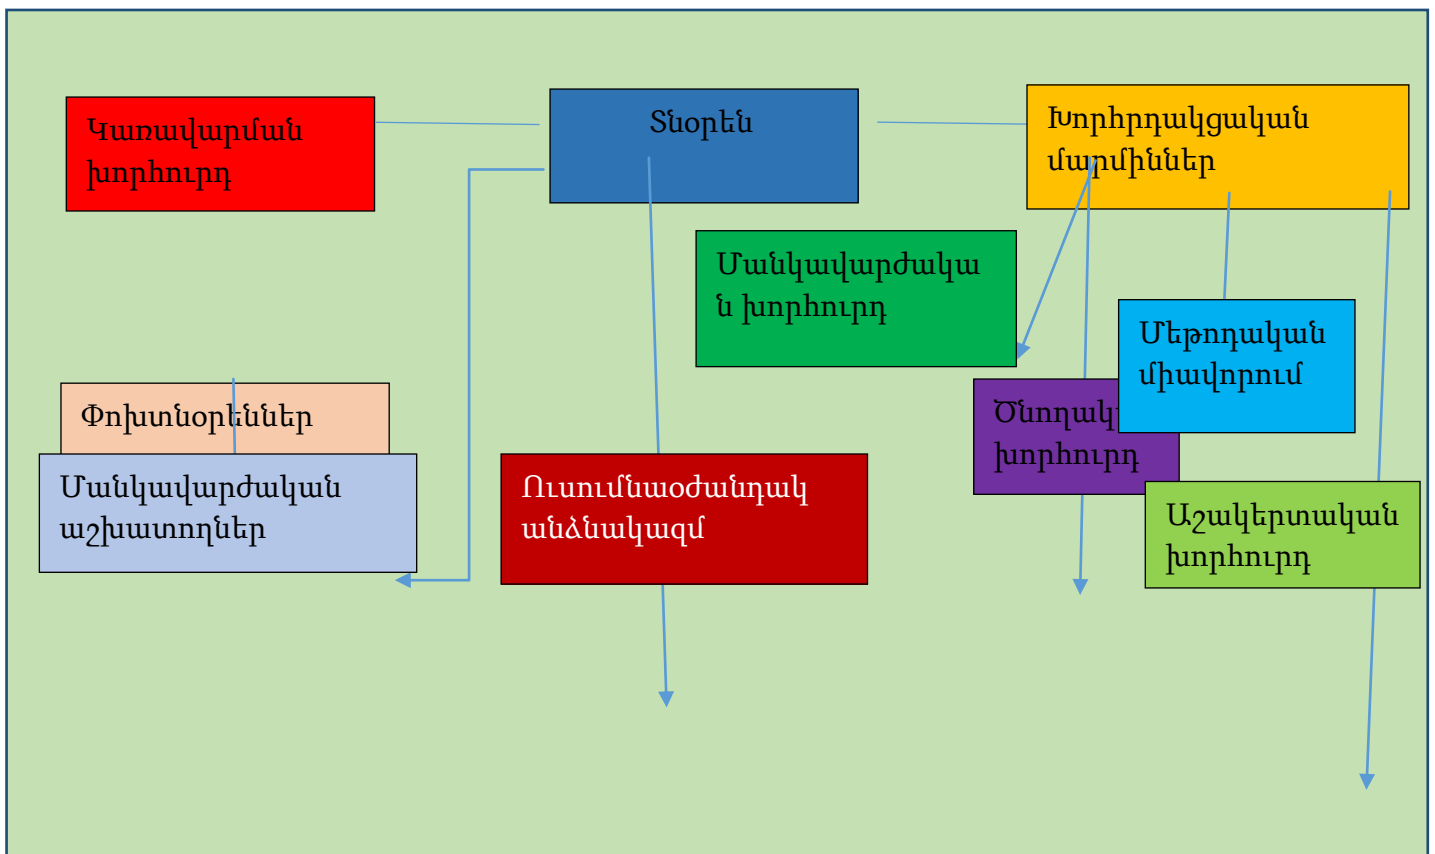 Կառավարման
խորհուրդ
Տնօրեն
Խորհրդակցական
մարմիններ
Մանկավարժակա
ն խորհուրդ
Մեթոդական
միավորում
Փոխտնօրեններ
խորհուրդ
Մանկավարժական
աշխատողներ
Ուսումնաօժանդակ
անձնակազմ
Աշակերտական
խորհուրդ